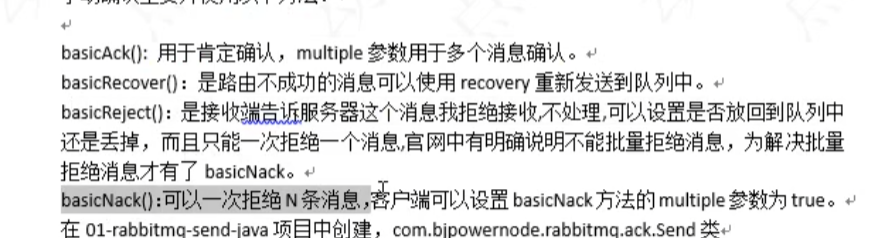 basicAck(): 用于肯定确认，multiple 参数用于多个消息确认。
basicRecover()：是路由不成功的消息可以使用 recovery 重新发送到队列中。
basicReject()：是接收端告诉服务器这个消息我拒绝接收,不处理,可以设置是否放回到队列中
还是丢掉，而且只能一次拒绝一个消息,官网中有明确说明不能批量拒绝消息，为解决批量
拒绝消息才有了 basicNack。
basicNack():可以一次拒绝 N 条消息，客户端可以设置 basicNack 方法的 multiple 参数为 true。
在 01-rabbitmq-send-java 项目中创建，com.bjpowernode.rabbitmq.ack.Send 类